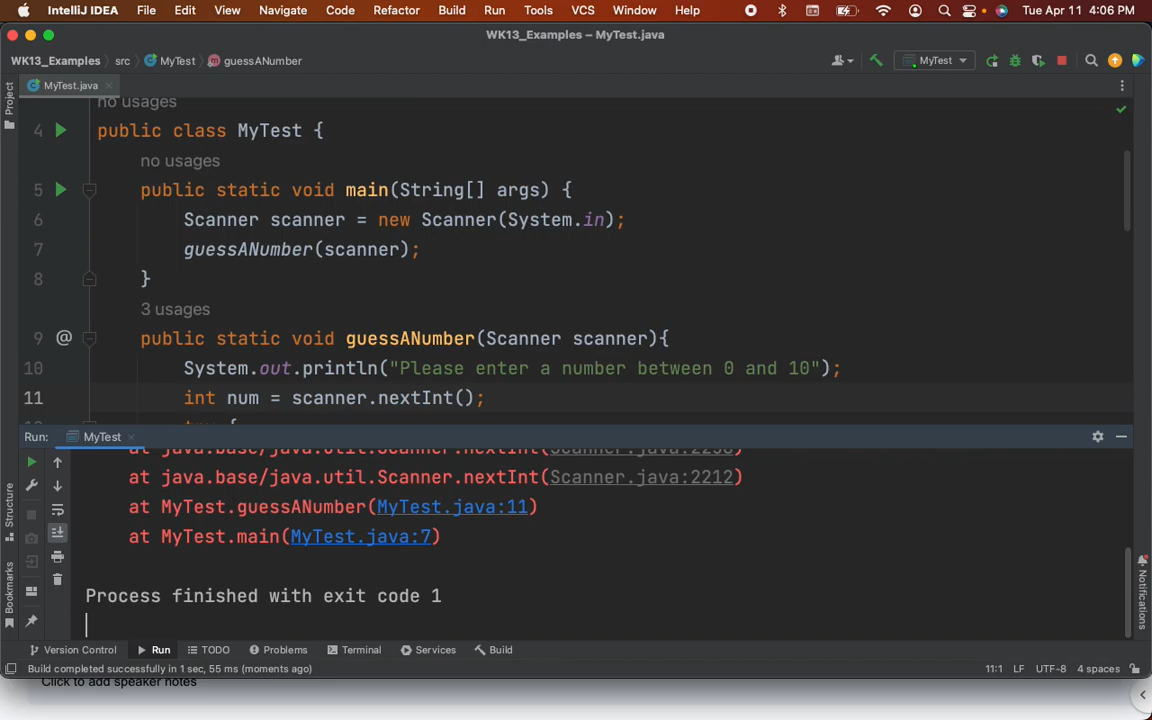 IntelliJ IDEA File Edit View Navigate Code Refactor Build Run Tools VCS Window Help Tue Apr 11 4:06 PM
WK13_Examples – MyTest.java
WK13_Examples src MyTest guessANumber MyTest
Project
MyTest.java
no usages
4 public class MyTest {
no usages
5 public static void main(String[] args) {
6 Scanner scanner = new Scanner(System.in);
7 guessANumber(scanner);
8 }
3 usages
9 @ public static void guessANumber(Scanner scanner){
10 System.out.println("Please enter a number between 0 and 10");
11 int num = scanner.nextInt();
Run: MyTest
at java.base/java.util.Scanner.nextInt(Scanner.java:2212)
at MyTest.guessANumber(MyTest.java:11)
at MyTest.main(MyTest.java:7)
Process finished with exit code 1
Structure
Bookmarks
Notifications
Version Control Run TODO Problems Terminal Services Build
Build completed successfully in 1 sec, 55 ms (moments ago) 11:1 LF UTF-8 4 spaces
Click to add speaker notes